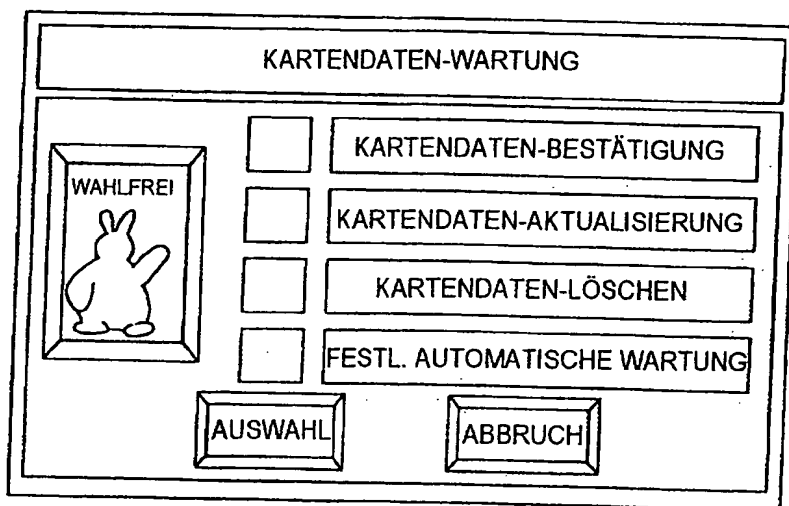 KARTENDATEN-WARTUNG
WAHLFREI
KARTENDATEN-BESTÄTIGUNG
KARTENDATEN-AKTUALISIERUNG
KARTENDATEN-LÖSCHEN
FESTL. AUTOMATISCHE WARTUNG
AUSWAHL
ABBRUCH